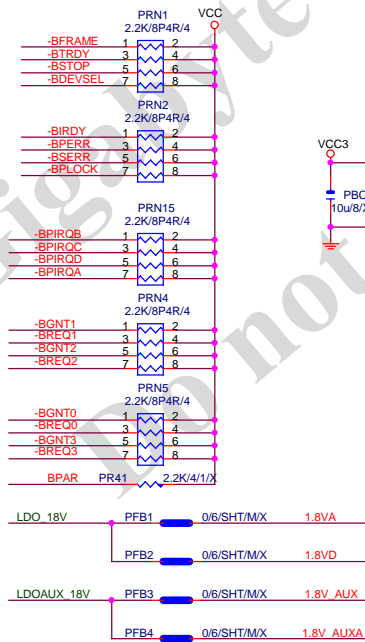 PRN1 VCC
2.2K/8P4R/4
-BFRAME 1 2
-BTRDY 3 4
-BSTOP 5 6
-BDEVSEL 7 8
PRN2
2.2K/8P4R/4
-BIRDY 1 2
-BPERR 3 4
-BSERR 5 6
-BPLOCK 7 8
VCC3
PBC
10u/8/X
PRN15
2.2K/8P4R/4
-BPIRQB 1 2
-BPIRQC 3 4
-BPIRQD 5 6
-BPIRQA 7 8
PRN4
2.2K/8P4R/4
-BGNT1 1 2
-BREQ1 3 4
-BGNT2 5 6
-BREQ2 7 8
PRN5
2.2K/8P4R/4
-BGNT0 1 2
-BREQ0 3 4
-BGNT3 5 6
-BREQ3 7 8
BPAR PR41 2.2K/4/1/X
LDO_18V PFB1 0/6/SHT/M/X 1.8VA
PFB2 0/6/SHT/M/X 1.8VD
LDOAUX_18V PFB3 0/6/SHT/M/X 1.8V_AUX
PFB4 0/6/SHT/M/X 1.8V_AUXA
Gigabyte
Do not